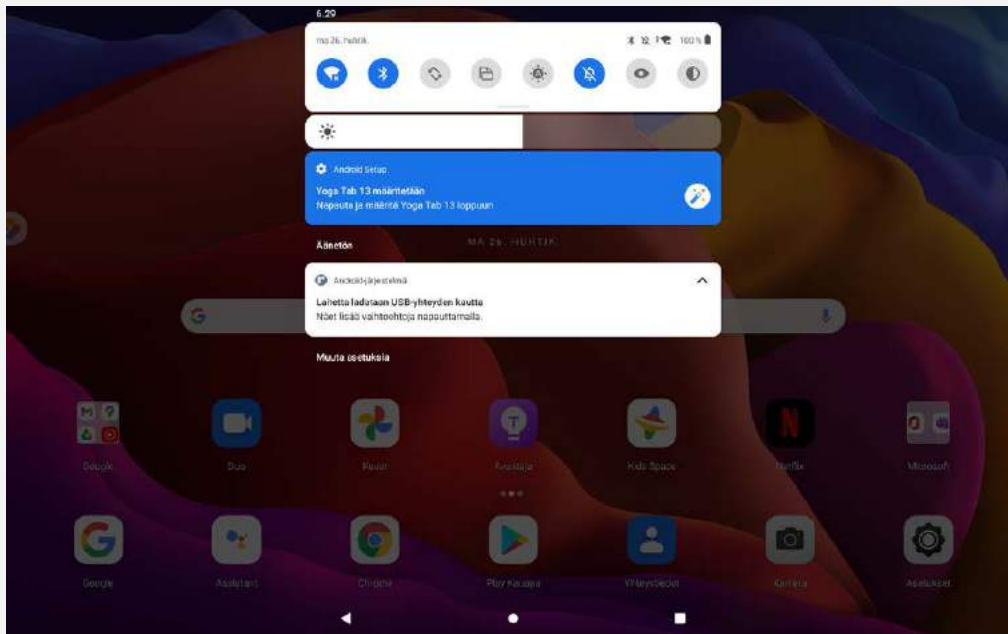 6.29
ma 26. huhtik.
100 %
Android Setup
Yoga Tab 13 määritetään
Napauta ja määritä Yoga Tab 13 loppuun
Äänetön
MA 26. HUHTIK.
Android-järjestelmä
Laitetta ladataan USB-yhteyden kautta
Näet lisää vaihtoehtoja napauttamalla.
Muuta asetuksia
Google
Duo
Kuvat
Kids Space
Netflix
Microsoft
Google
Assistant
Chrome
Play Kauppa
Yhteystiedot
Kamera
Asetukset